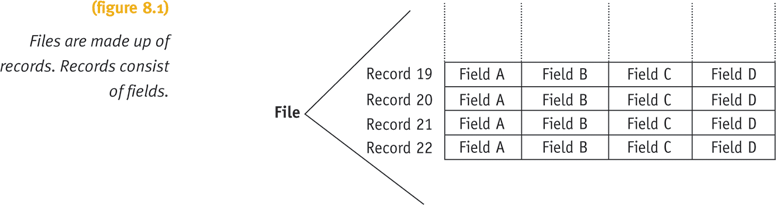 (figure 8.1)
Files are made up of
records. Records consist
of fields.
File
Record 19 Field A Field B Field C Field D
Record 20 Field A Field B Field C Field D
Record 21 Field A Field B Field C Field D
Record 22 Field A Field B Field C Field D